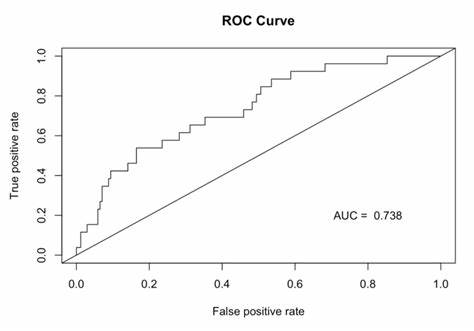 ROC Curve
True positive rate
1.0
0.8
0.6
0.4
0.2
0.0
AUC = 0.738
0.0 0.2 0.4 0.6 0.8 1.0
False positive rate